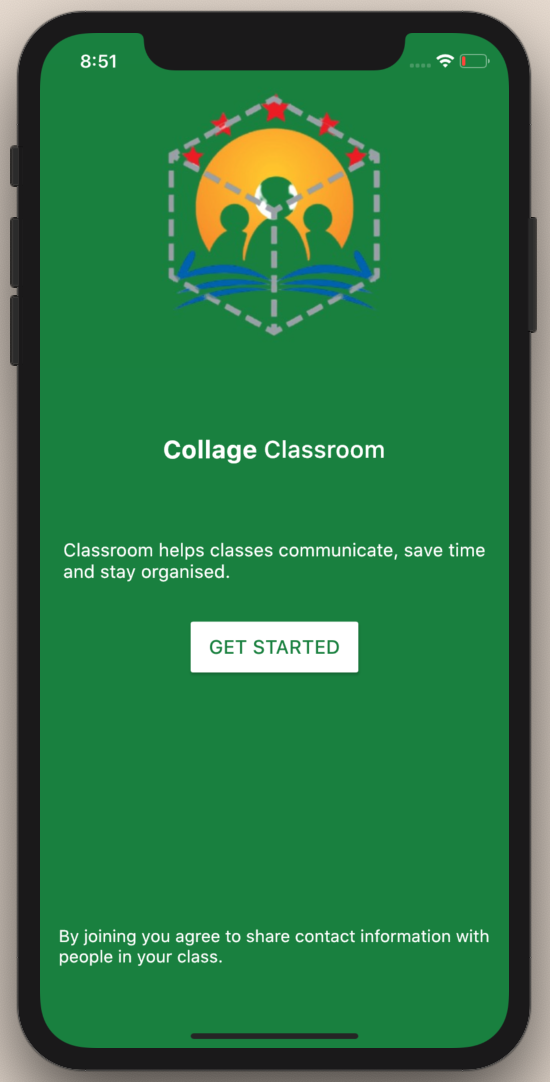 8:51
Collage Classroom
Classroom helps classes communicate, save time
and stay organised.
GET STARTED
By joining you agree to share contact information with
people in your class.